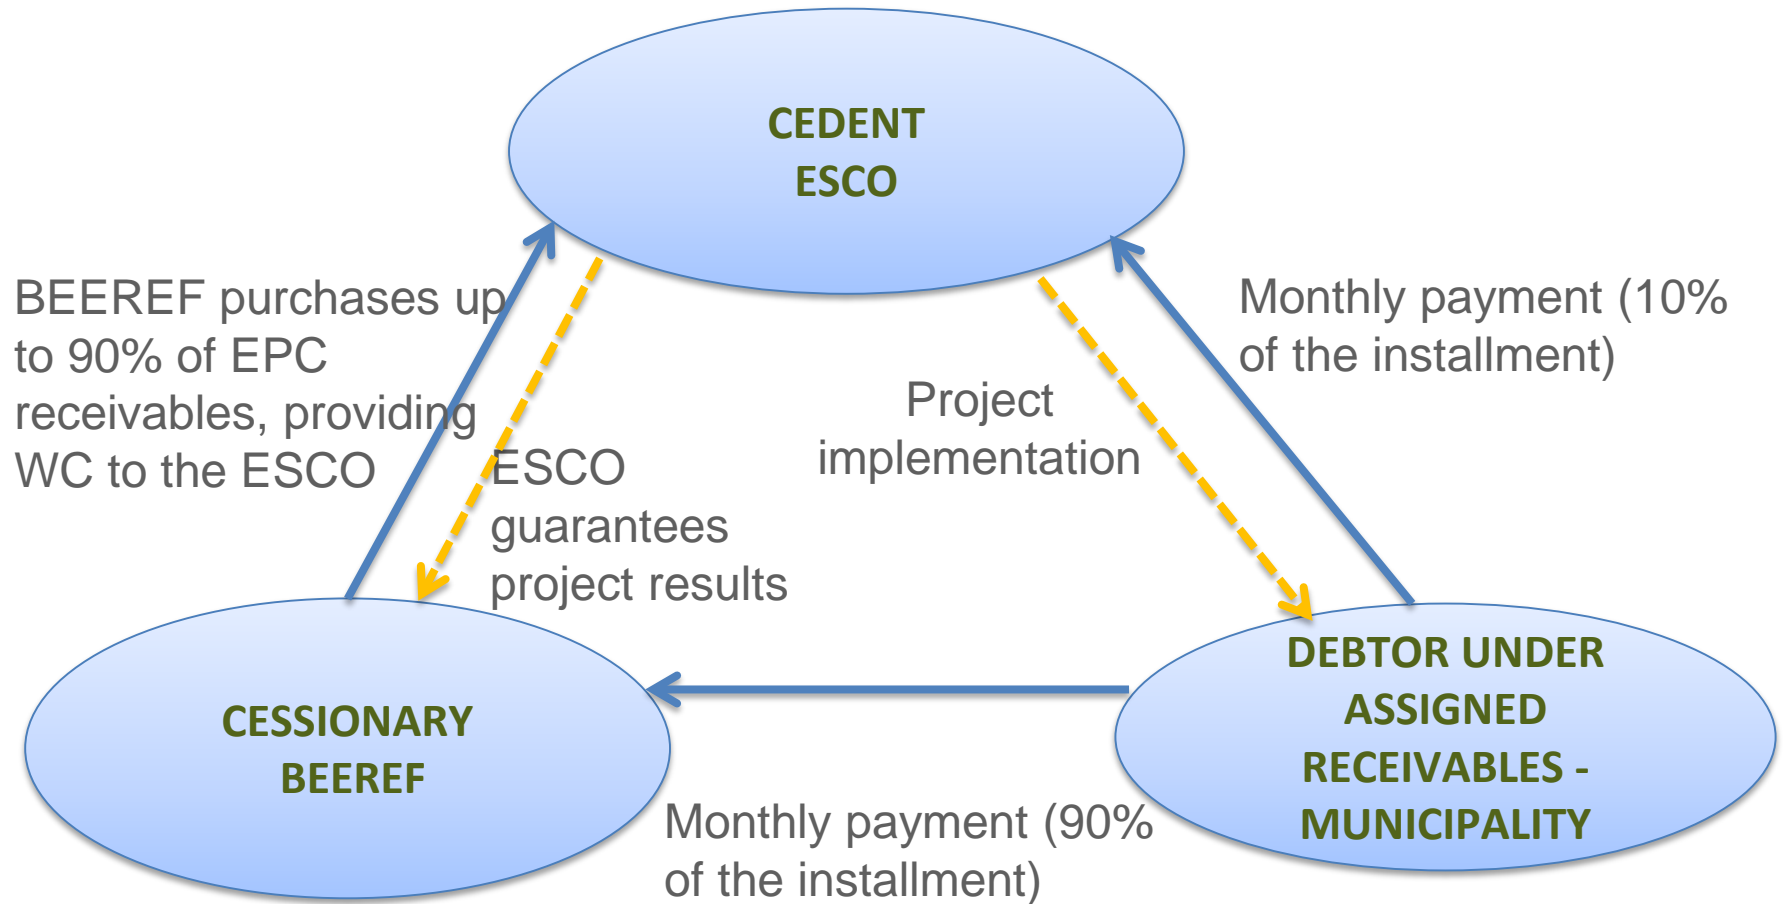 CEDENT
ESCO
BEEREF purchases up
to 90% of EPC
receivables, providing
WC to the ESCO
Monthly payment (10%
of the installment)
Project
implementation
ESCO
guarantees
project results
CESSIONARY
BEEREF
DEBTOR UNDER
ASSIGNED
RECEIVABLES -
MUNICIPALITY
Monthly payment (90%
of the installment)